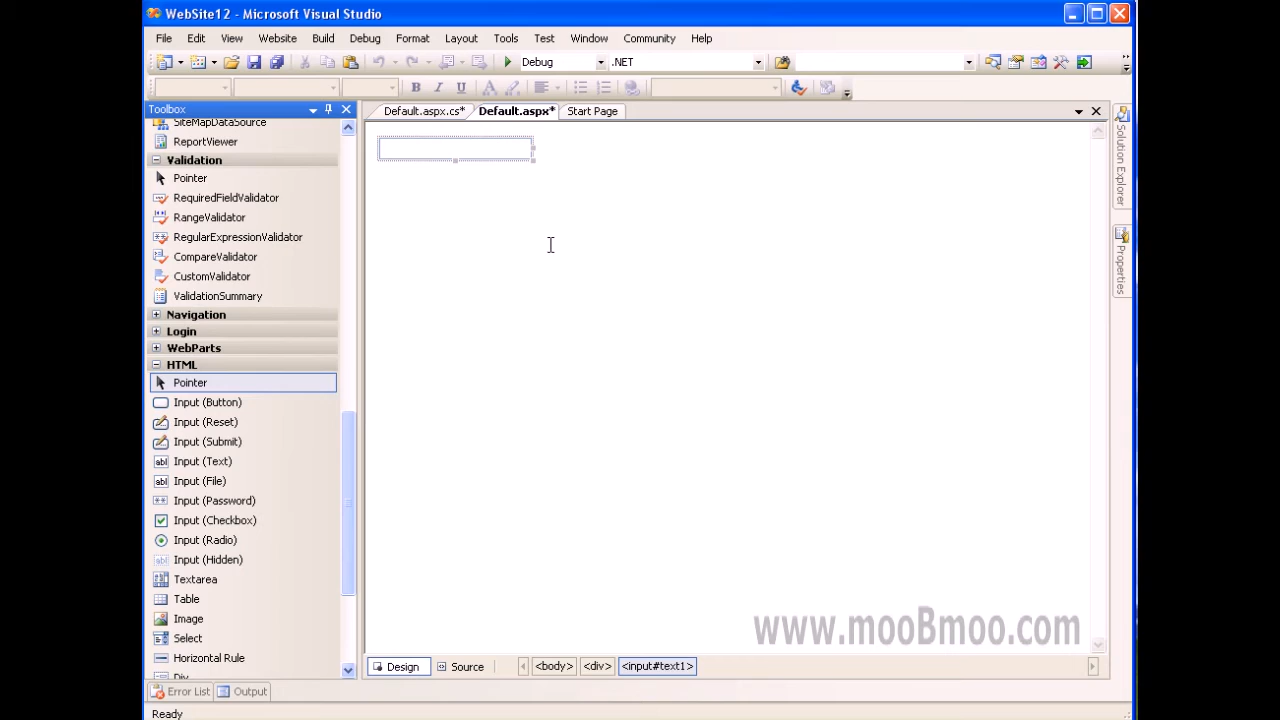 WebSite12 - Microsoft Visual Studio
File Edit View Website Build Debug Format Layout Tools Test Window Community Help
Debug .NET
B I U A
Toolbox
Default.aspx.cs* Default.aspx* Start Page
SiteMapDataSource
ReportViewer
Validation
Pointer
RequiredFieldValidator
RangeValidator
RegularExpressionValidator
CompareValidator
CustomValidator
ValidationSummary
Navigation
Login
WebParts
HTML
Pointer
Input (Button)
Input (Reset)
Input (Submit)
abl Input (Text)
abl Input (File)
Input (Password)
Input (Checkbox)
Input (Radio)
abl Input (Hidden)
Textarea
Table
Image
Select
Horizontal Rule
Div
Solution Explorer
Properties
www.mooBmoo.com
Design Source <body> <div> <input#text1>
Error List Output
Ready